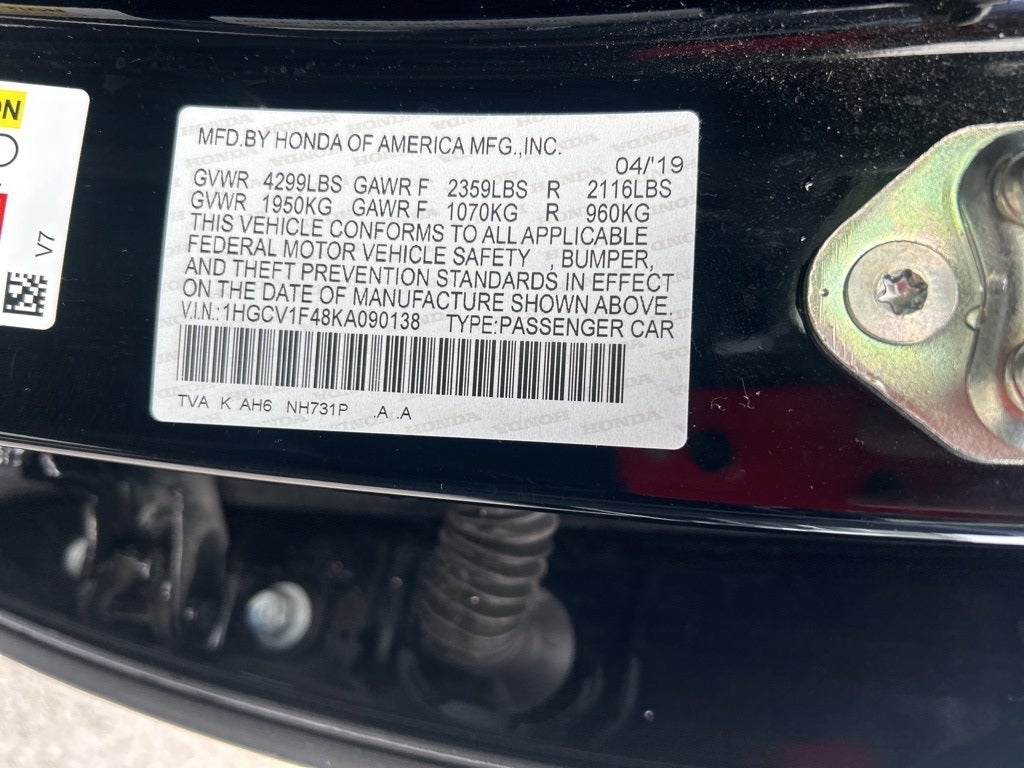 ON
V7
MFD.BY HONDA OF AMERICA MFG.,INC.
04/'19
GVWR 4299LBS GAWR F 2359LBS R 2116LBS
GVWR 1950KG GAWR F 1070KG R 960KG
THIS VEHICLE CONFORMS TO ALL APPLICABLE
FEDERAL MOTOR VEHICLE SAFETY , BUMPER,
AND THEFT PREVENTION STANDARDS IN EFFECT
ON THE DATE OF MANUFACTURE SHOWN ABOVE.
V.I.N.:1HGCV1F48KA090138 TYPE:PASSENGER CAR
TVA K AH6 NH731P .A .A